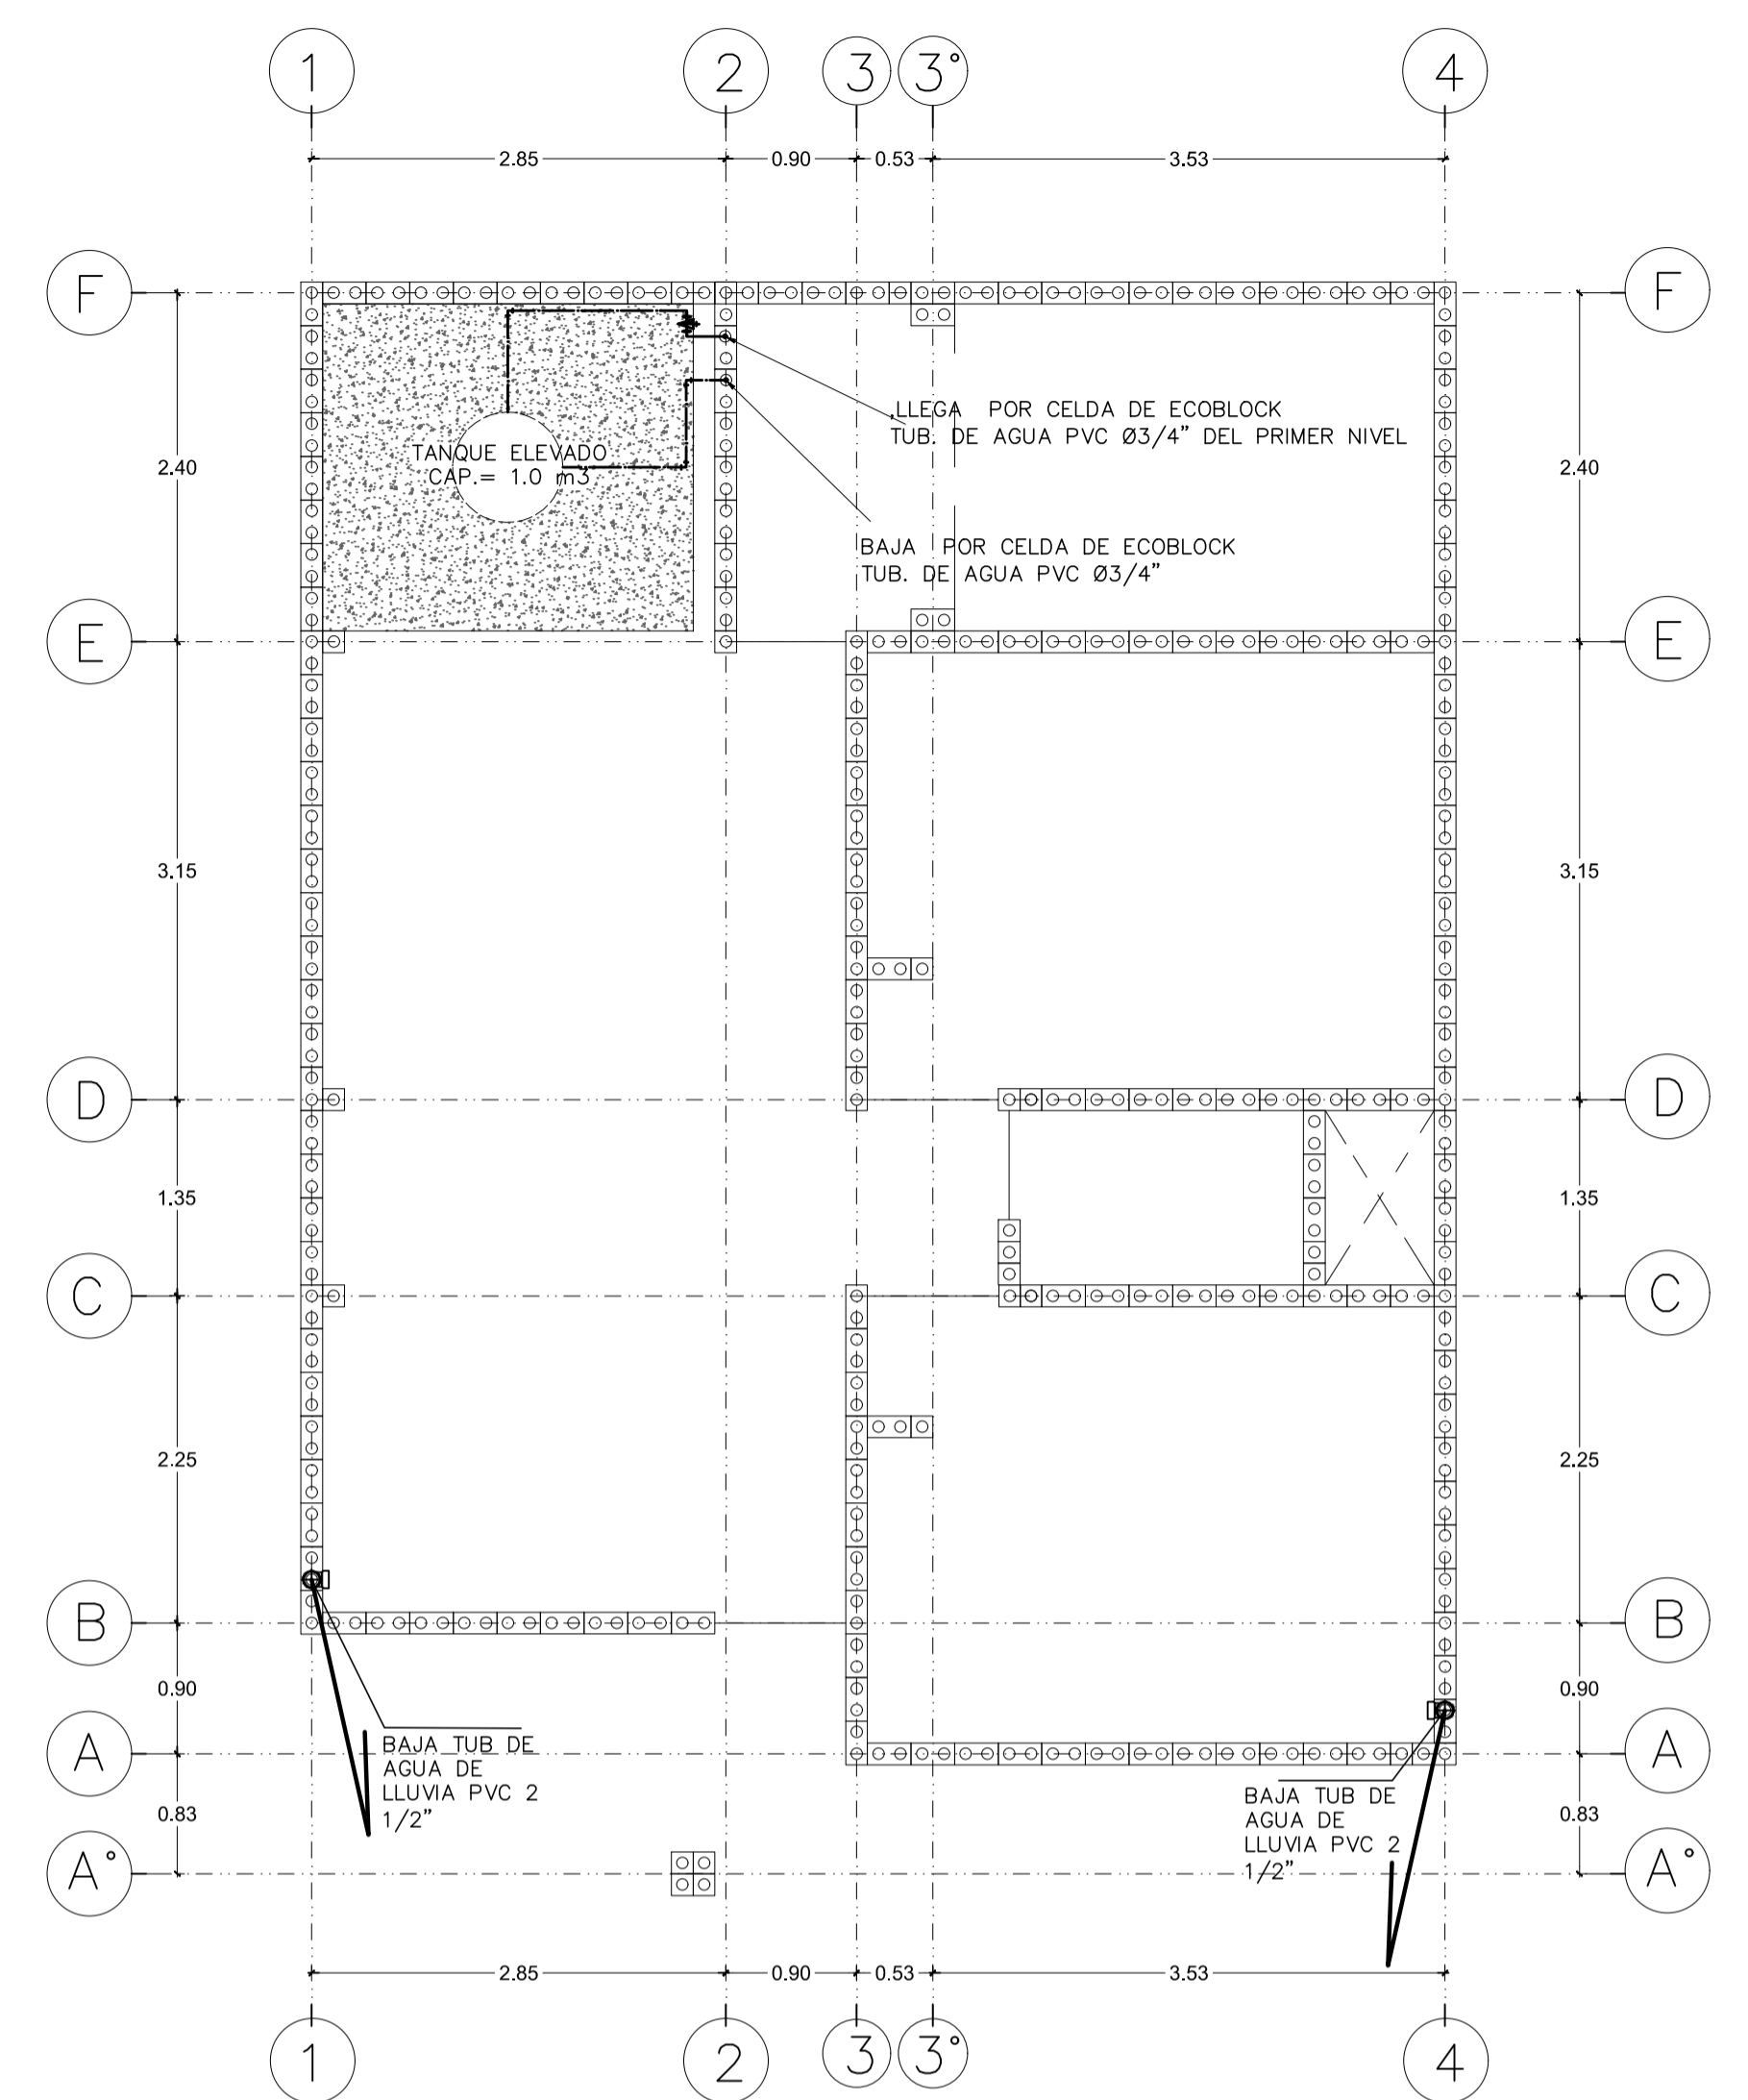 1 2 3 3° 4
2.85 0.90 0.53 3.53
F F
LLEGA POR CELDA DE ECOBLOCK
TUB. DE AGUA PVC Ø3/4” DEL PRIMER NIVEL
TANQUE ELEVADO
CAP.= 1.0 m3
2.40 2.40
BAJA POR CELDA DE ECOBLOCK
TUB. DE AGUA PVC Ø3/4”
E E
3.15 3.15
D D
1.35 1.35
C C
2.25 2.25
B B
0.90 0.90
BAJA TUB DE
AGUA DE
LLUVIA PVC 2
1/2”
A A
BAJA TUB DE
AGUA DE
LLUVIA PVC 2
1/2”
0.83 0.83
A° A°
2.85 0.90 0.53 3.53
1 2 3 3° 4